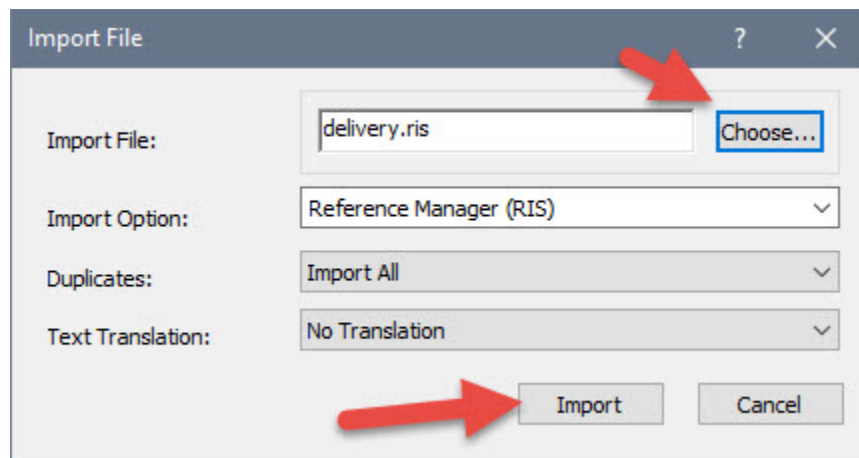 Import File
?
Import File:
delivery.ris
Choose...
Import Option:
Reference Manager (RIS)
Duplicates:
Import All
Text Translation:
No Translation
Import
Cancel